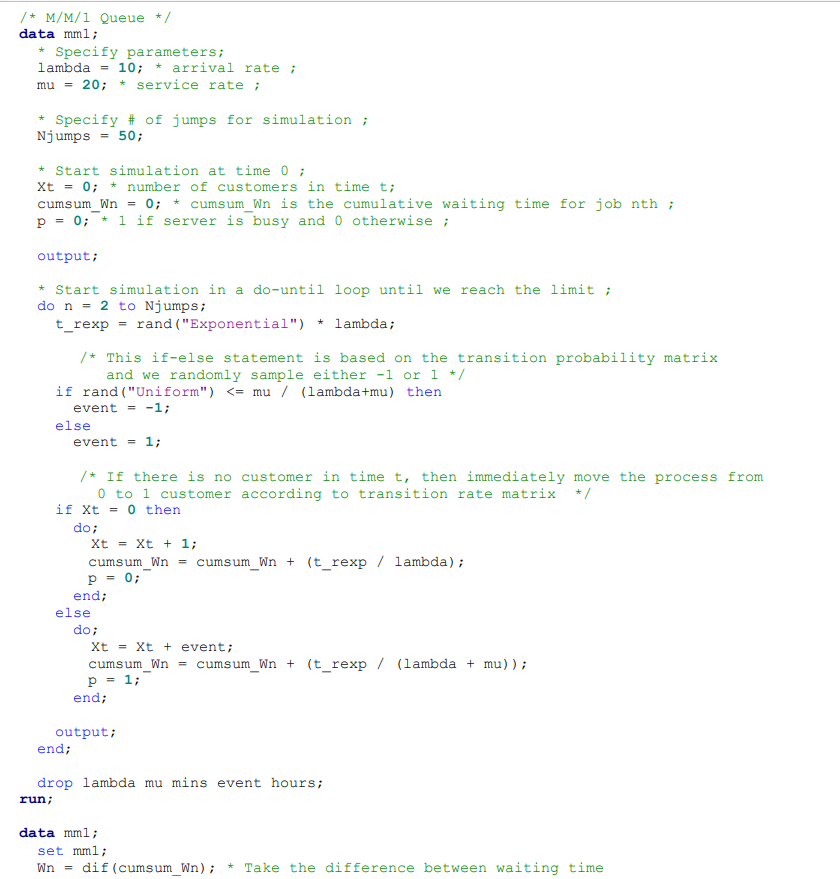 /* M/M/1 Queue */
data mm1;
* Specify parameters;
lambda = 10; * arrival rate ;
mu = 20; * service rate ;
* Specify # of jumps for simulation ;
Njumps = 50;
* Start simulation at time 0 ;
Xt = 0; * number of customers in time t;
cumsum_Wn = 0; * cumsum_Wn is the cumulative waiting time for job nth ;
p = 0; * 1 if server is busy and 0 otherwise ;
output;
* Start simulation in a do-until loop until we reach the limit ;
do n = 2 to Njumps;
t_rexp = rand("Exponential") * lambda;
/* This if-else statement is based on the transition probability matrix
and we randomly sample either -1 or 1 */
if rand("Uniform") <= mu / (lambda+mu) then
event = -1;
else
event = 1;
/* If there is no customer in time t, then immediately move the process from
0 to 1 customer according to transition rate matrix */
if Xt = 0 then
do;
Xt = Xt + 1;
cumsum_Wn = cumsum_Wn + (t_rexp / lambda);
p = 0;
end;
else
do;
Xt = Xt + event;
cumsum_Wn = cumsum_Wn + (t_rexp / (lambda + mu));
p = 1;
end;
output;
end;
drop lambda mu mins event hours;
run;
data mm1;
set mm1;
Wn = dif(cumsum_Wn); * Take the difference between waiting time